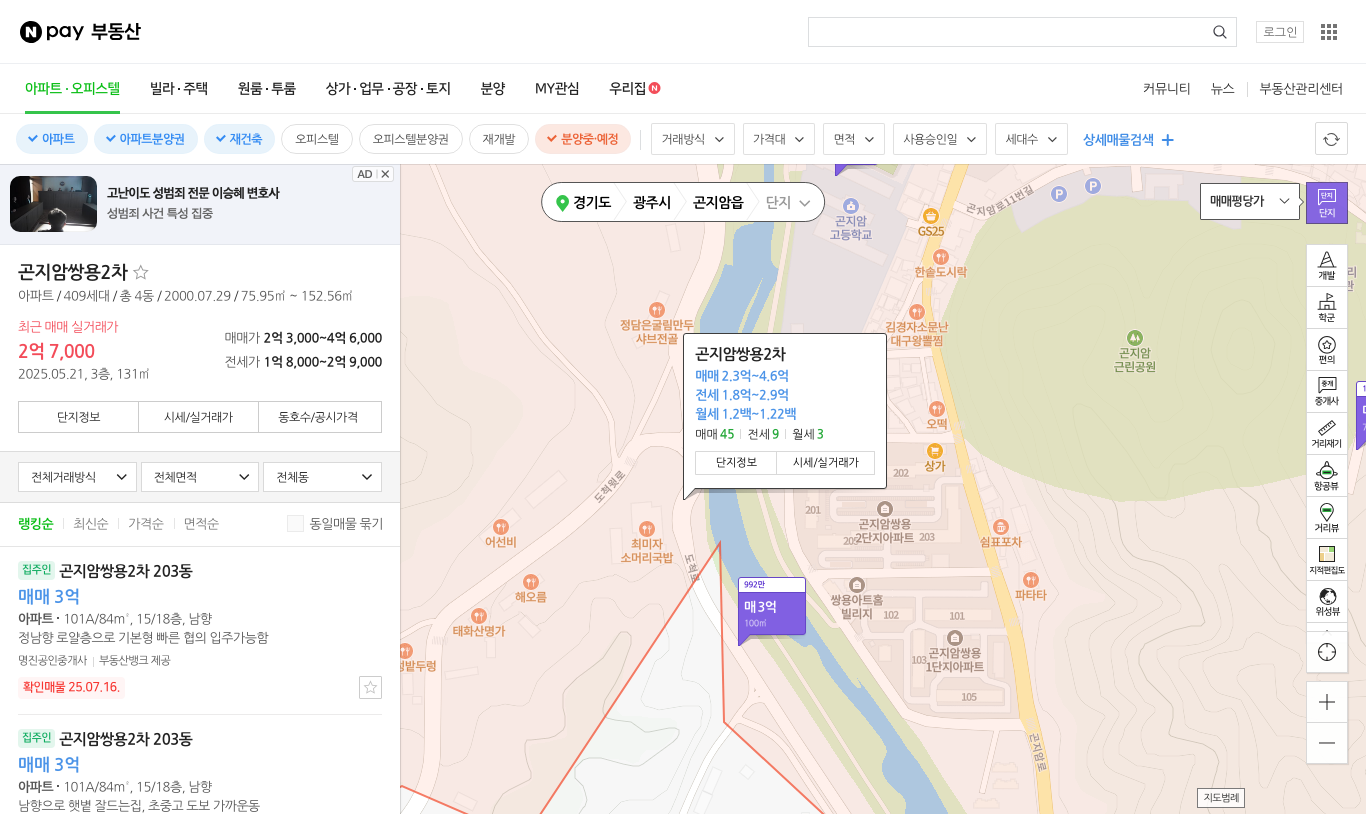 N pay 부동산
로그인
아파트·오피스텔 빌라·주택 원룸·투룸 상가·업무·공장·토지 분양 MY관심 우리집 N
커뮤니티 뉴스 부동산관리센터
아파트 아파트분양권 재건축 오피스텔 오피스텔분양권 재개발 분양중·예정 거래방식 가격대 면적 사용승인일 세대수 상세매물검색
AD
고난이도 성범죄 전문 이승혜 변호사
성범죄 사건 특성 집중
곤지암쌍용2차
아파트 / 409세대 / 총 4동 / 2000.07.29 / 75.95㎡ ~ 152.56㎡
최근 매매 실거래가
2억 7,000
2025.05.21, 3층, 131㎡
매매가 2억 3,000~4억 6,000
전세가 1억 8,000~2억 9,000
단지정보 시세/실거래가 동호수/공시가격
전체거래방식 전체면적 전체동
랭킹순 최신순 가격순 면적순 동일매물 묶기
집주인 곤지암쌍용2차 203동
매매 3억
아파트 · 101A/84㎡, 15/18층, 남향
정남향 로얄층으로 기본형 빠른 협의 입주가능함
명진공인중개사 부동산뱅크 제공
확인매물 25.07.16.
집주인 곤지암쌍용2차 203동
매매 3억
아파트 · 101A/84㎡, 15/18층, 남향
남향으로 햇볕 잘드는집, 초중고 도보 가까운동
경기도 광주시 곤지암읍 단지
곤지암
고등학교
GS25
곤지암로11번길
P
P
매매평당가
단지
단지
한솥도시락
정담은굴림만두
샤브전골
김경자소문난
대구왕뽈찜
곤지암
근린공원
곤지암쌍용2차
매매 2.3억~4.6억
전세 1.8억~2.9억
월세 1.2백~1.22백
매매 45 전세 9 월세 3
단지정보 시세/실거래가
오떡
상가
202
201
곤지암쌍용
2단지아파트
203
도척윗로
도척로
어선비
최미자
소머리국밥
쉼표포차
해오름
태화산명가
992만
매 3억
100㎡
쌍용아트홈
빌리지
102
101
파타타
곤지암쌍용
1단지아파트
103
105
곤지암로
개발
학군
편의
중개
중개사
거리재기
항공뷰
거리뷰
지적편집도
위성뷰
지도범례